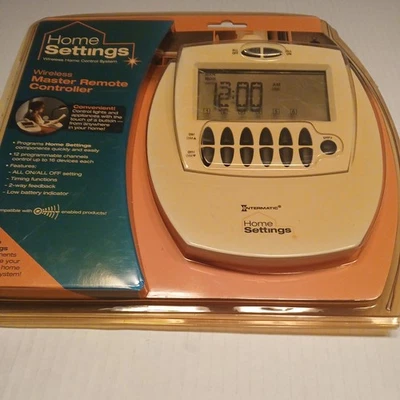 Home
Settings
Wireless Home Control System
Wireless
Master Remote
Controller
Convenient!
Control lights and
appliances with the
touch of a button —
from anywhere
in your home!
• Programs Home Settings
components quickly and easily
• 12 programmable channels
control up to 15 devices each
• Features:
- ALL ON/ALL OFF setting
- Timing functions
- 2-way feedback
- Low battery indicator
enabled products!
home
system!
12:00
INTERMATIC®
Home
Settings